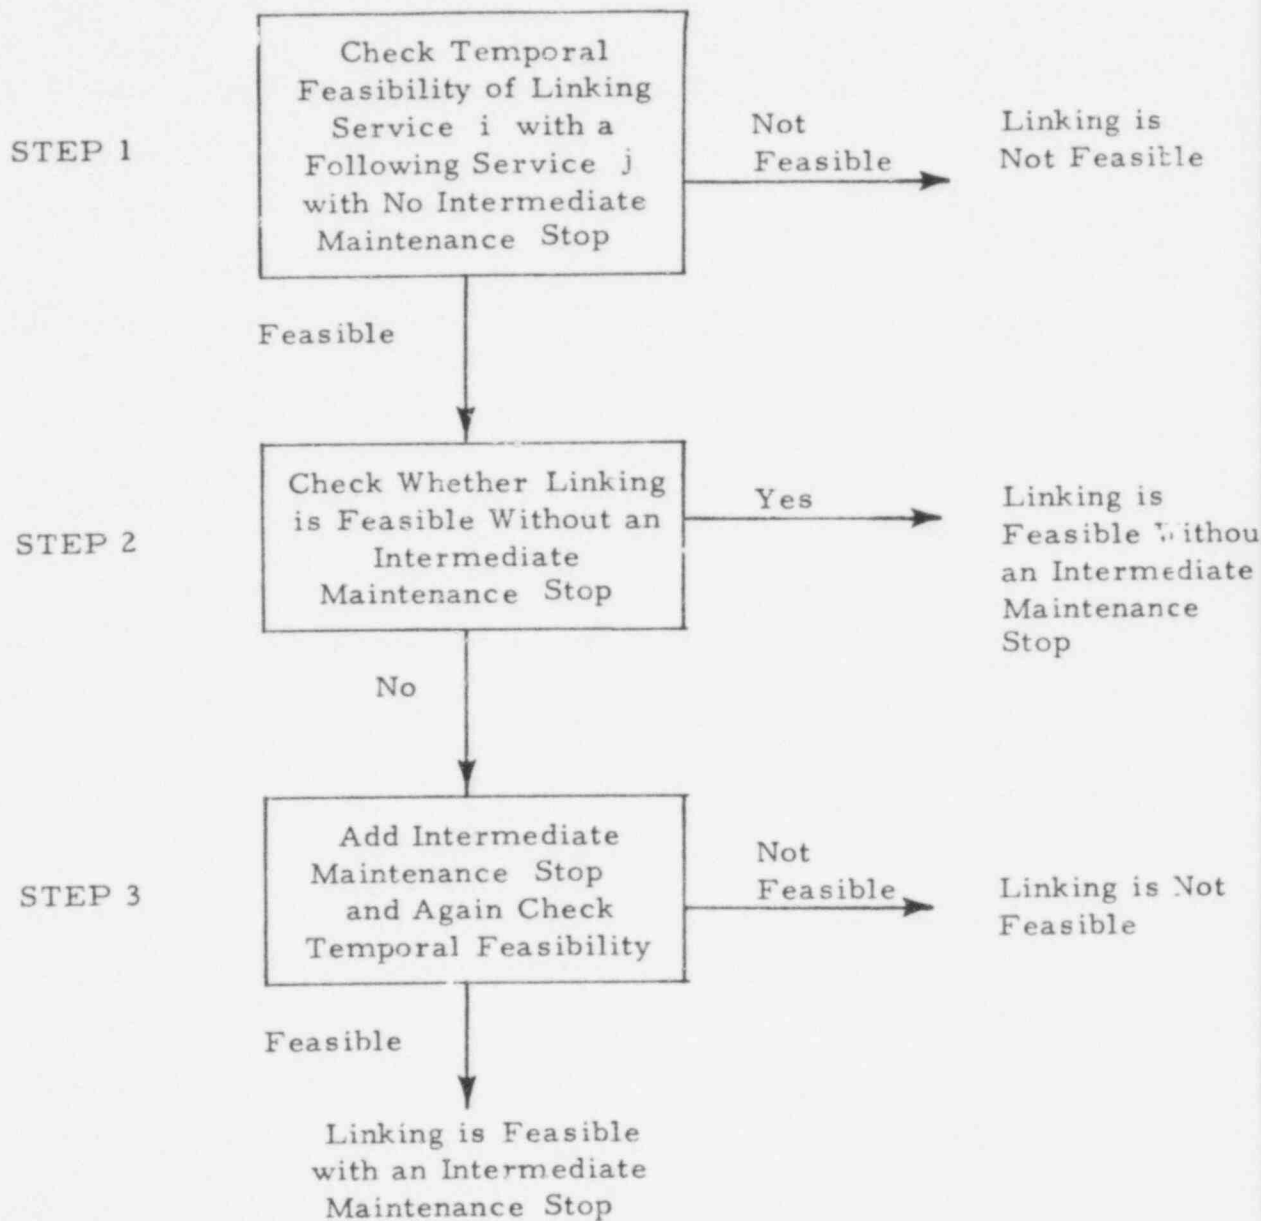 Check Temporal
Feasibility of Linking
Service i with a
Following Service j
with No Intermediate
Maintenance Stop
STEP 1
Not
Feasible
Linking is
Not Feasible
Feasible
Check Whether Linking
is Feasible Without an
Intermediate
Maintenance Stop
STEP 2
Yes
Linking is
Feasible Withou
an Intermediate
Maintenance
Stop
No
Add Intermediate
Maintenance Stop
and Again Check
Temporal Feasibility
STEP 3
Not
Feasible
Linking is Not
Feasible
Feasible
Linking is Feasible
with an Intermediate
Maintenance Stop